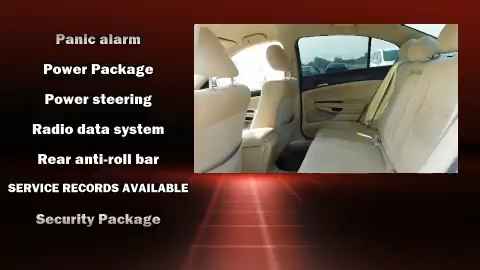 Panic alarm
Power Package
Power steering
Radio data system
Rear anti-roll bar
SERVICE RECORDS AVAILABLE
Security Package